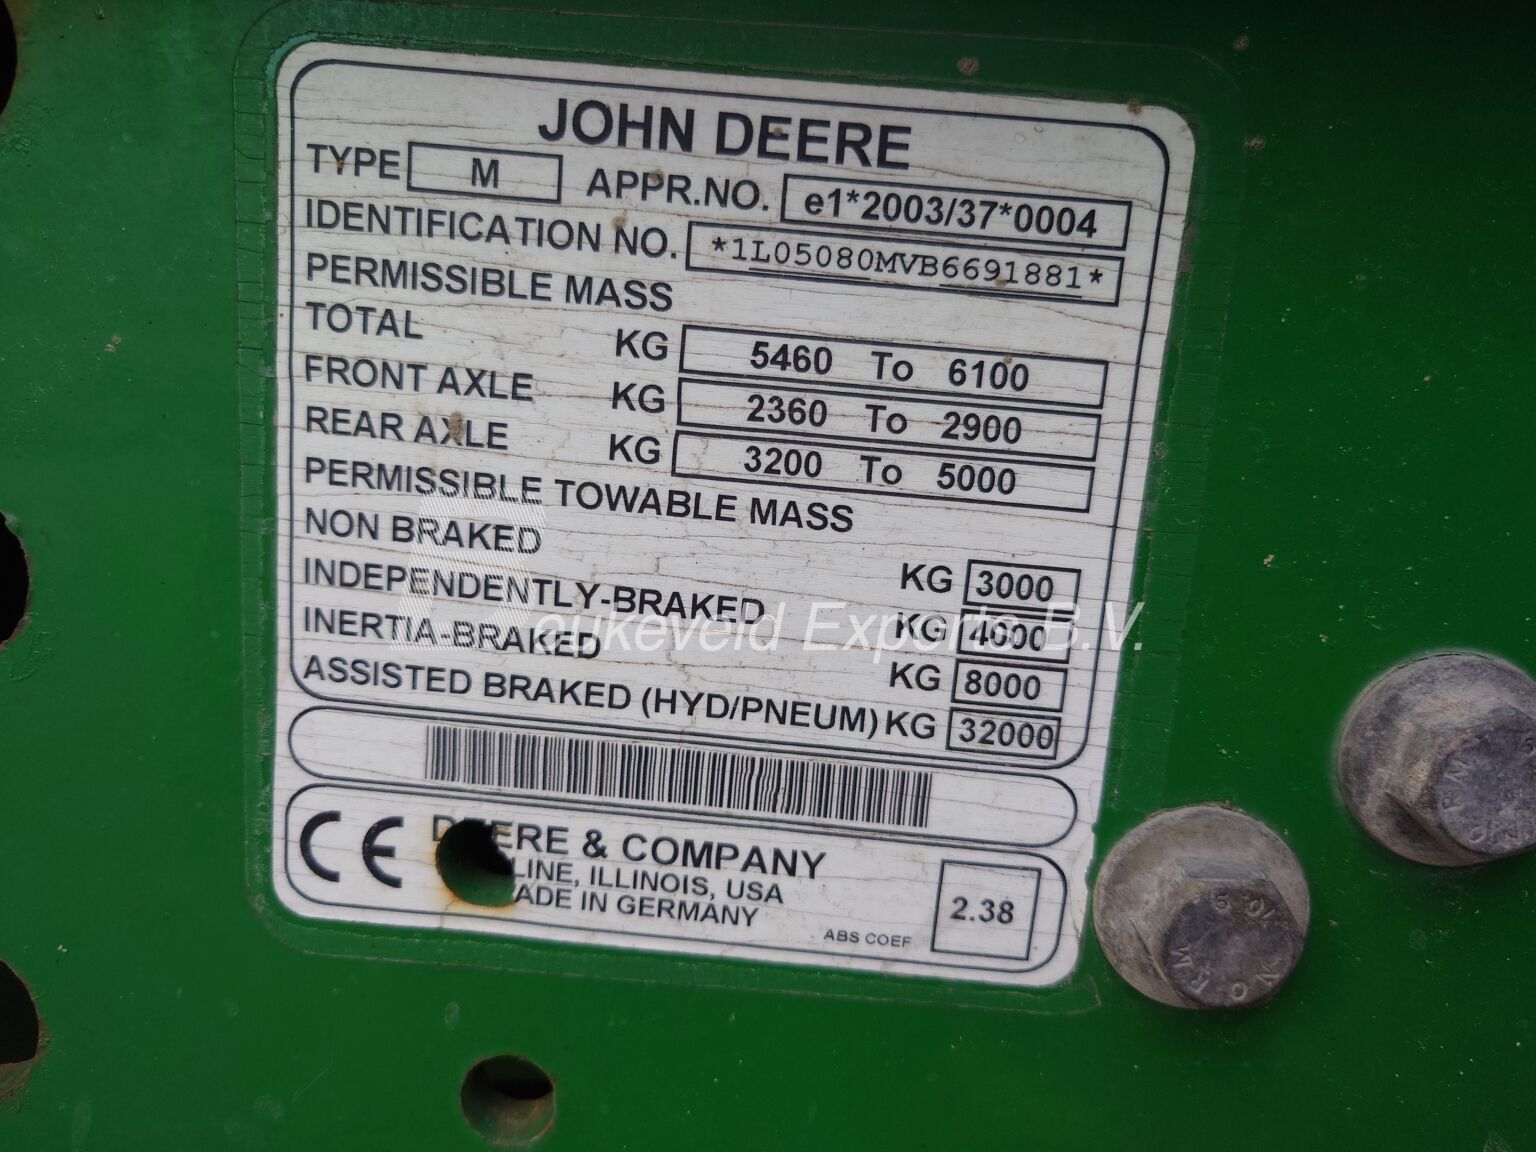 JOHN DEERE
TYPE M APPR.NO. e1*2003/37*0004
IDENTIFICATION NO. *1L05080MVB6691881*
PERMISSIBLE MASS
TOTAL KG 5460 To 6100
FRONT AXLE KG 2360 To 2900
REAR AXLE KG 3200 To 5000
PERMISSIBLE TOWABLE MASS
NON BRAKED KG 3000
INDEPENDENTLY-BRAKED KG 4000
INERTIA-BRAKED KG 8000
ASSISTED BRAKED (HYD/PNEUM) KG 32000
Beukeveld Exports B.V.
CE
DEERE & COMPANY
LINE, ILLINOIS, USA
ADE IN GERMANY
ABS COEF 2.38